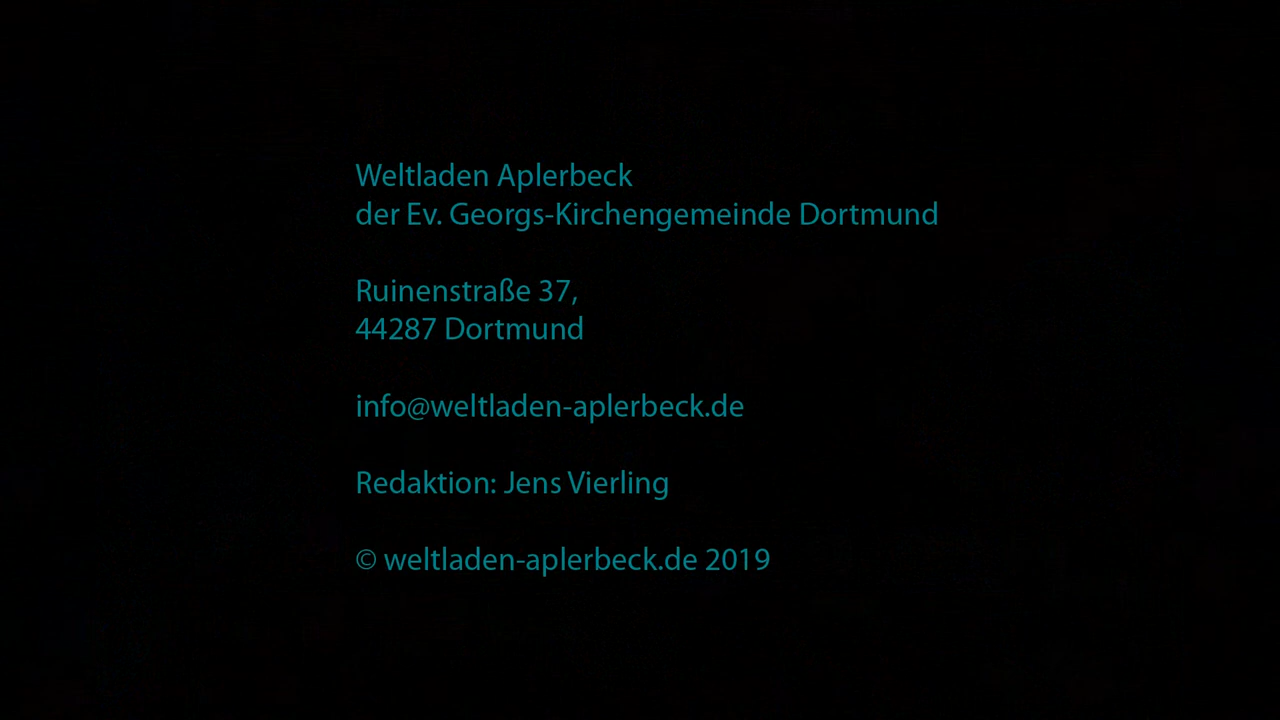 Weltladen Aplerbeck
der Ev. Georgs-Kirchengemeinde Dortmund
Ruinenstraße 37,
44287 Dortmund
info@weltladen-aplerbeck.de
Redaktion: Jens Vierling
© weltladen-aplerbeck.de 2019